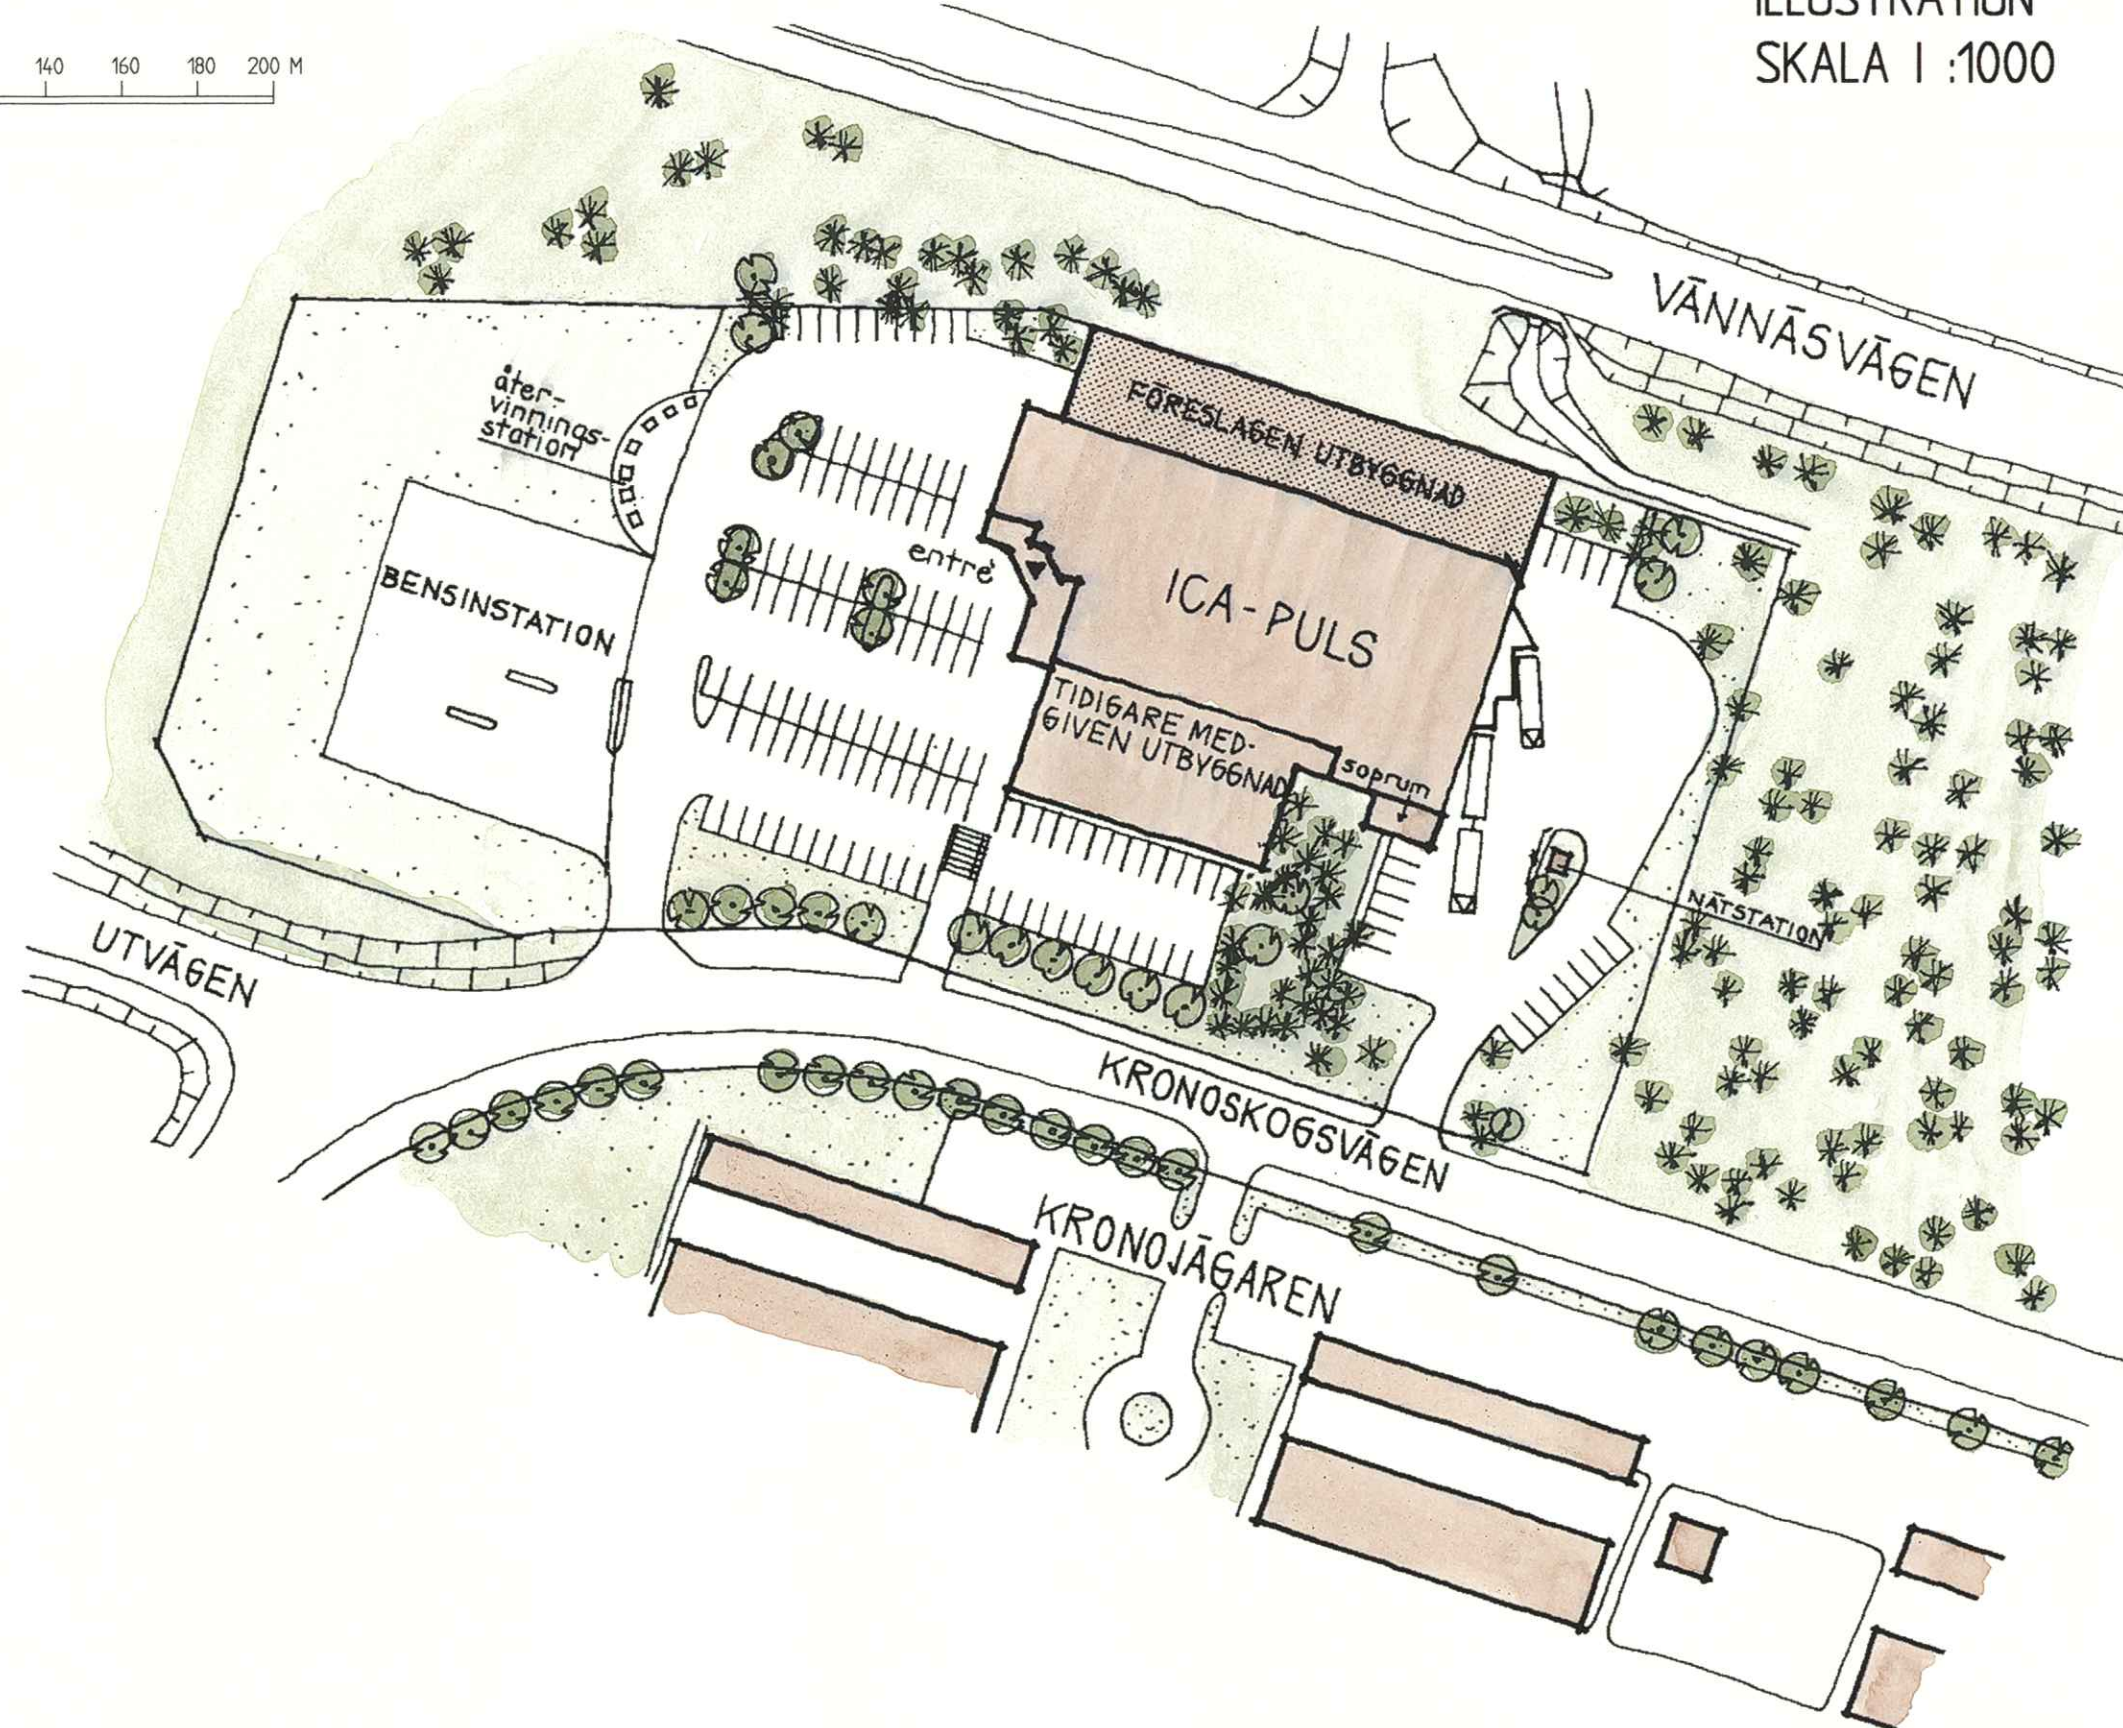 ILLUSTRATION
SKALA 1:1000
140 160 180 200 M
VÄNNÄSVÄGEN
FÖRESLAGEN UTBYGGNAD
åter-
vinnings-
station
entré
BENSINSTATION
ICA-PULS
TIDIGARE MED-
GIVEN UTBYGGNAD
soprum
NÄTSTATION
UTVÄGEN
KRONOSKOGSVÄGEN
KRONOJÄGAREN